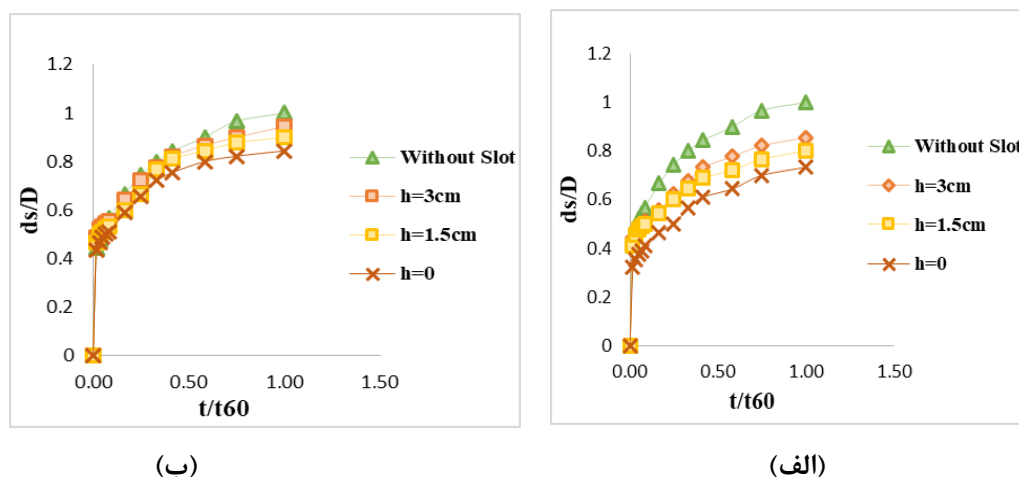 1.2
1
0.8
0.6
0.4
0.2
0
ds/D
0.00 0.50 1.00 1.50
t/t60
Without Slot
h=3cm
h=1.5cm
h=0
(ب)
1.2
1
0.8
0.6
0.4
0.2
0
ds/D
0.00 0.50 1.00 1.50
t/t60
Without Slot
h=3cm
h=1.5cm
h=0
(الف)